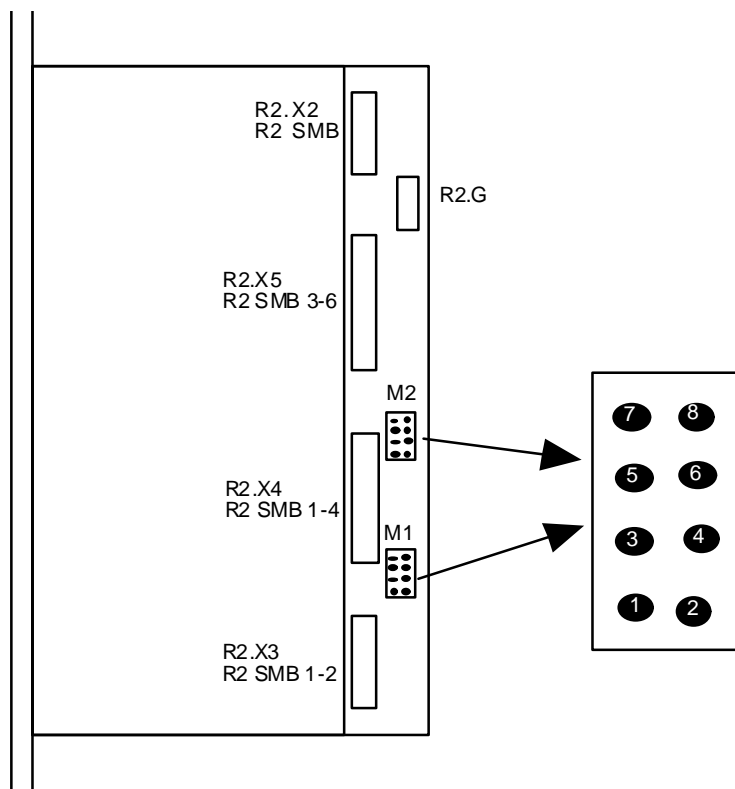 R2.X2
R2 SMB
R2.G
R2.X5
R2 SMB 3-6
M2
7 8
5 6
R2.X4
R2 SMB 1-4
M1
3 4
1 2
R2.X3
R2 SMB 1-2